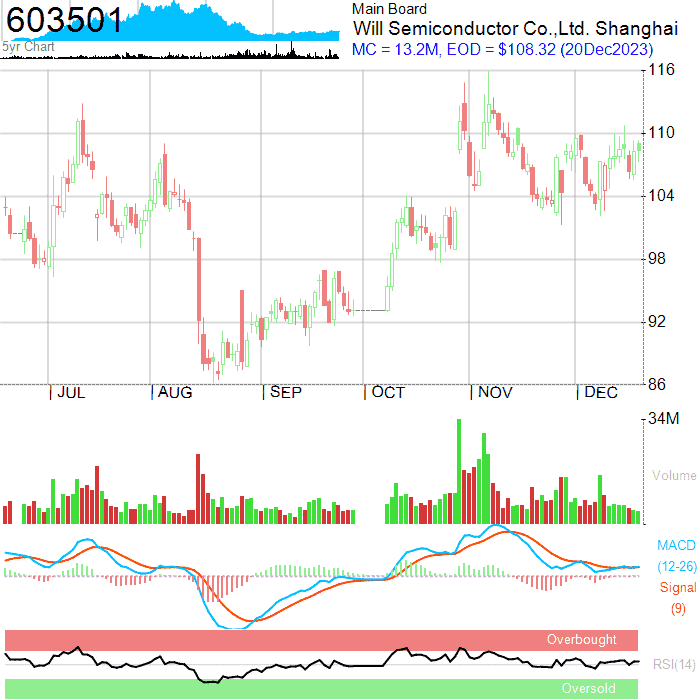 603501
Main Board
Will Semiconductor Co.,Ltd. Shanghai
5yr Chart
MC = 13.2M, EOD = $108.32 (20Dec2023)
116
110
104
98
92
86
JUL AUG SEP OCT NOV DEC
34M
Volume
MACD
(12-26)
Signal
(9)
Overbought
RSI(14)
Oversold